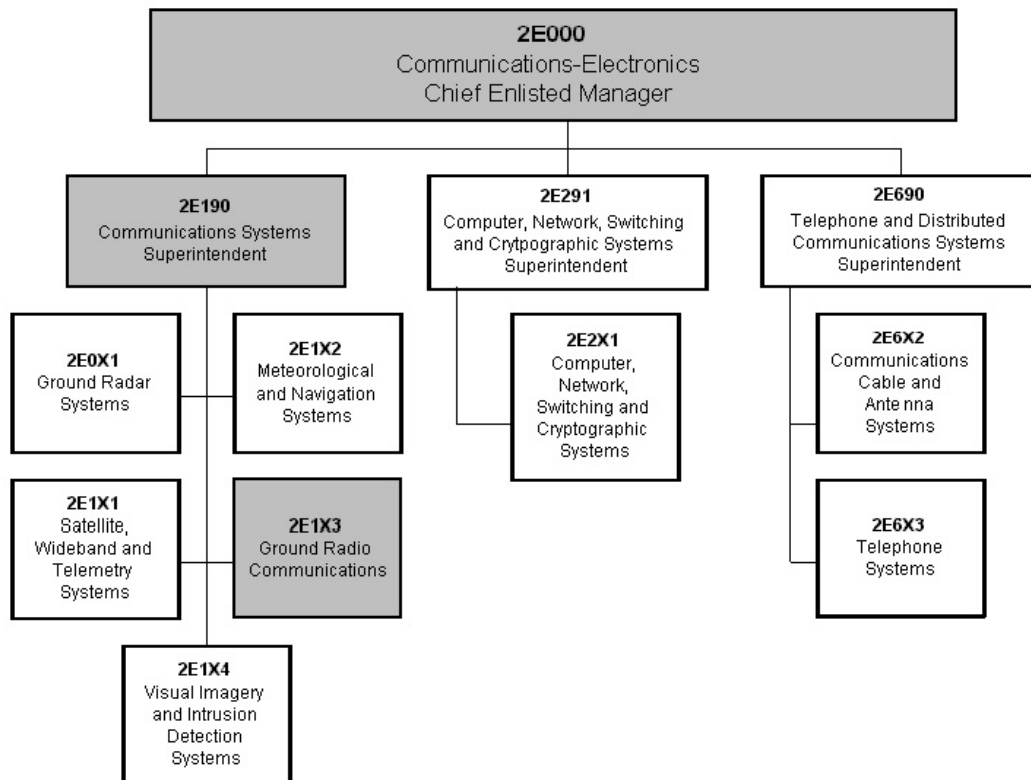 2E000
Communications-Electronics
Chief Enlisted Manager
2E190
Communications Systems
Superintendent
2E291
Computer, Network, Switching
and Crytpographic Systems
Superintendent
2E690
Telephone and Distributed
Communications Systems
Superintendent
2E0X1
Ground Radar
Systems
2E1X2
Meteorological
and Navigation
Systems
2E2X1
Computer,
Network,
Switching and
Cryptographic
Systems
2E6X2
Communications
Cable and
Antenna
Systems
2E1X1
Satellite,
Wideband and
Telemetry
Systems
2E1X3
Ground Radio
Communications
2E6X3
Telephone
Systems
2E1X4
Visual Imagery
and Intrusion
Detection
Systems